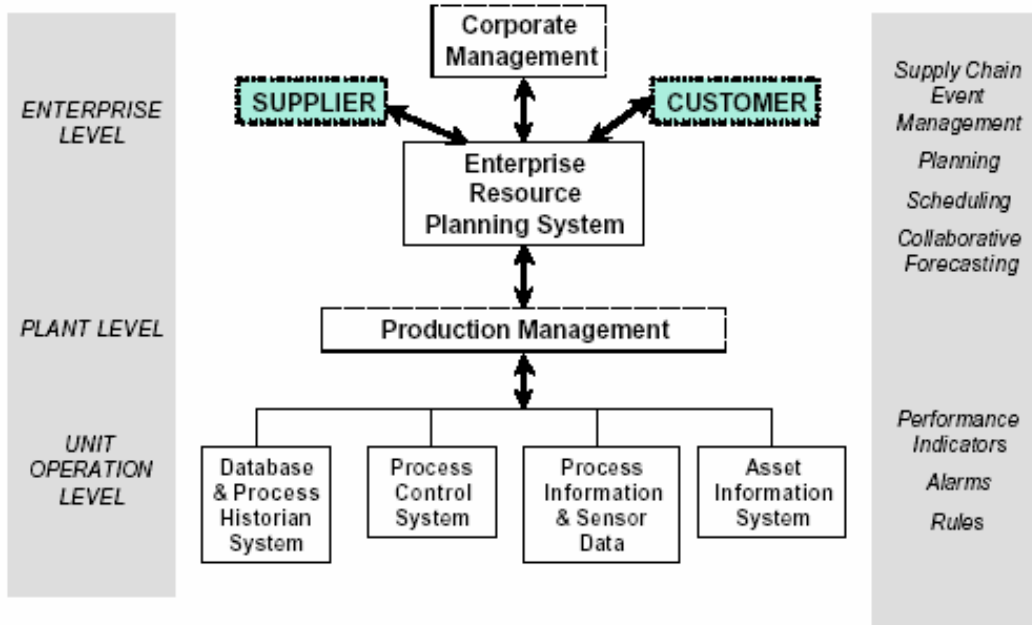 ENTERPRISE
LEVEL
PLANT LEVEL
UNIT
OPERATION
LEVEL
Corporate
Management
SUPPLIER
CUSTOMER
Enterprise
Resource
Planning System
Production Management
Database
& Process
Historian
System
Process
Control
System
Process
Information
& Sensor
Data
Asset
Information
System
Supply Chain
Event
Management
Planning
Scheduling
Collaborative
Forecasting
Performance
Indicators
Alarms
Rules